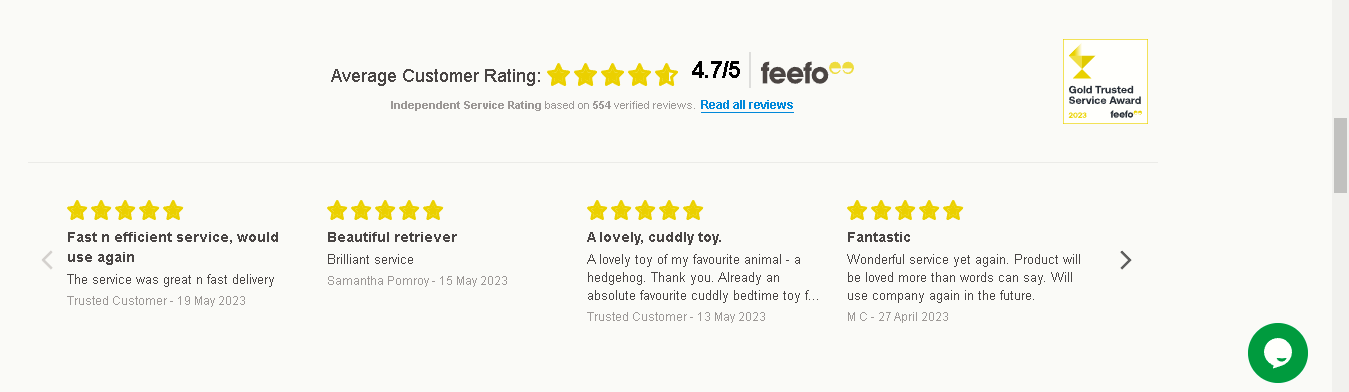 Average Customer Rating: 4.7/5 feefo
Independent Service Rating based on 554 verified reviews. Read all reviews
Gold Trusted
Service Award
2023 feefo
Fast n efficient service, would
use again
The service was great n fast delivery
Trusted Customer - 19 May 2023
Beautiful retriever
Brilliant service
Samantha Pomroy - 15 May 2023
A lovely, cuddly toy.
A lovely toy of my favourite animal - a
hedgehog. Thank you. Already an
absolute favourite cuddly bedtime toy f...
Trusted Customer - 13 May 2023
Fantastic
Wonderful service yet again. Product will
be loved more than words can say. Will
use company again in the future.
M C - 27 April 2023